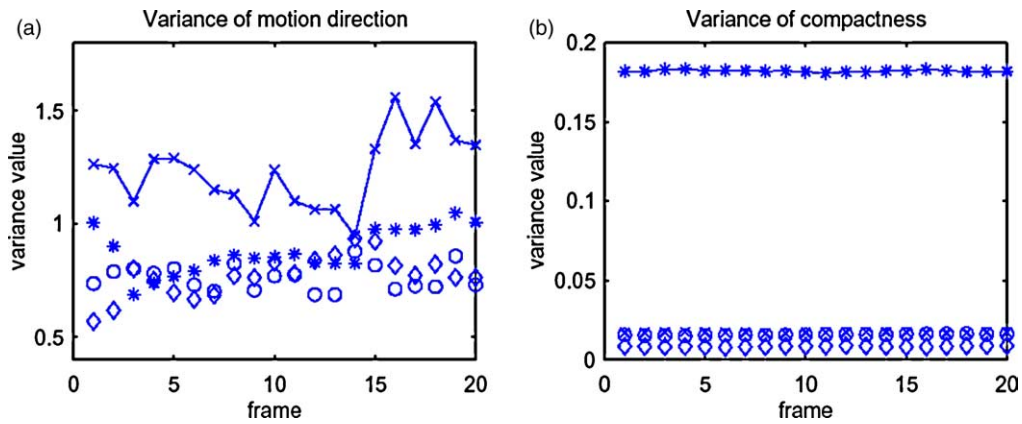 (a)
Variance of motion direction
variance value
1.5
1
0.5
0 5 10 15 20
frame
(b)
Variance of compactness
variance value
0.2
0.15
0.1
0.05
0
0 5 10 15 20
frame